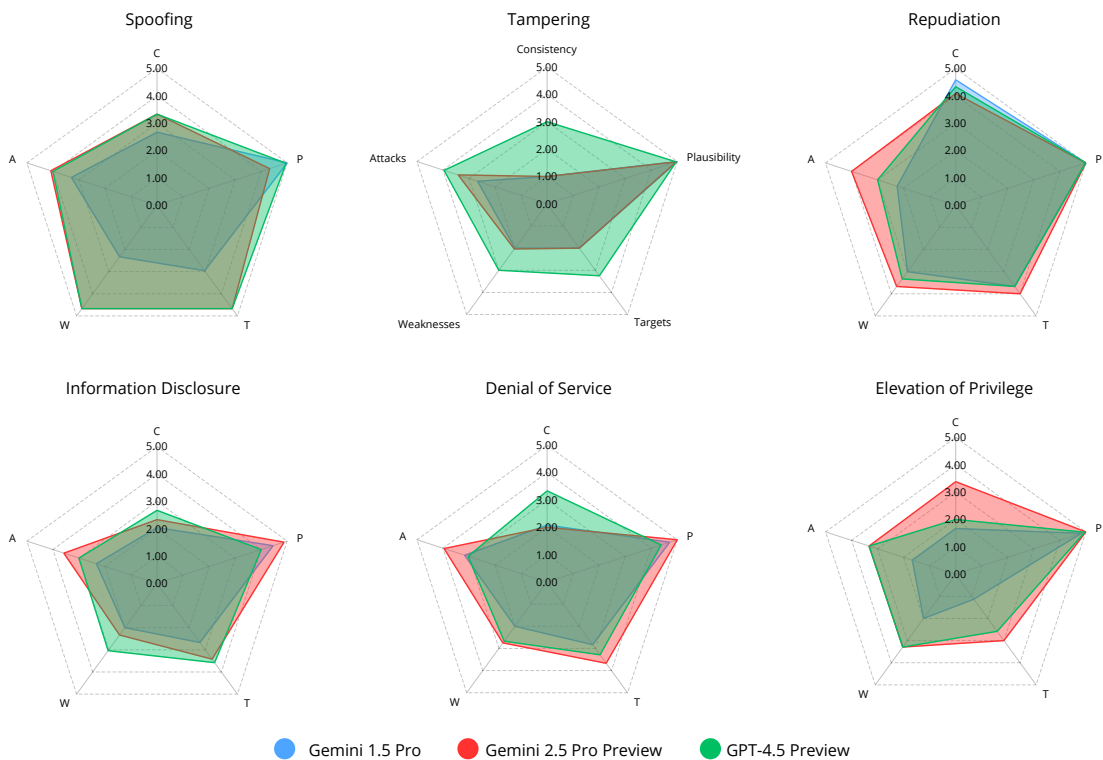 Spoofing
C
5.00
4.00
3.00
2.00
1.00
0.00
A
P
W
T
Tampering
Consistency
5.00
4.00
3.00
2.00
1.00
0.00
Attacks
Plausibility
Weaknesses
Targets
Repudiation
C
5.00
4.00
3.00
2.00
1.00
0.00
A
P
W
T
Information Disclosure
C
5.00
4.00
3.00
2.00
1.00
0.00
A
P
W
T
Denial of Service
C
5.00
4.00
3.00
2.00
1.00
0.00
A
P
W
T
Elevation of Privilege
C
5.00
4.00
3.00
2.00
1.00
0.00
A
P
W
T
Gemini 1.5 Pro
Gemini 2.5 Pro Preview
GPT-4.5 Preview